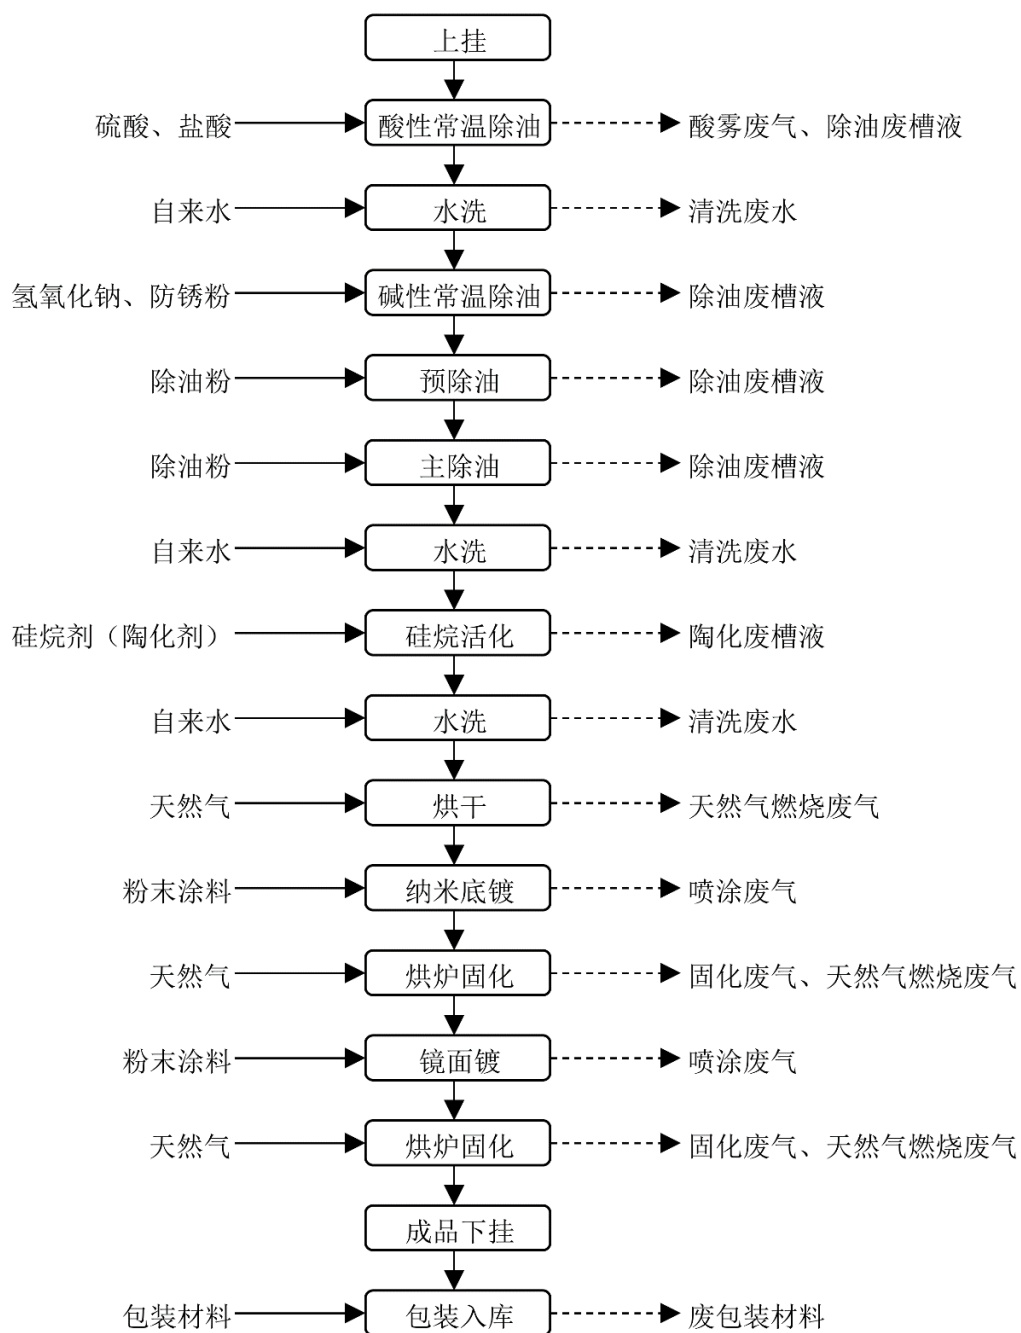 上挂
硫酸、盐酸 酸性常温除油 酸雾废气、除油废槽液
自来水 水洗 清洗废水
氢氧化钠、防锈粉 碱性常温除油 除油废槽液
除油粉 预除油 除油废槽液
除油粉 主除油 除油废槽液
自来水 水洗 清洗废水
硅烷剂（陶化剂） 硅烷活化 陶化废槽液
自来水 水洗 清洗废水
天然气 烘干 天然气燃烧废气
粉末涂料 纳米底镀 喷涂废气
天然气 烘炉固化 固化废气、天然气燃烧废气
粉末涂料 镜面镀 喷涂废气
天然气 烘炉固化 固化废气、天然气燃烧废气
成品下挂
包装材料 包装入库 废包装材料